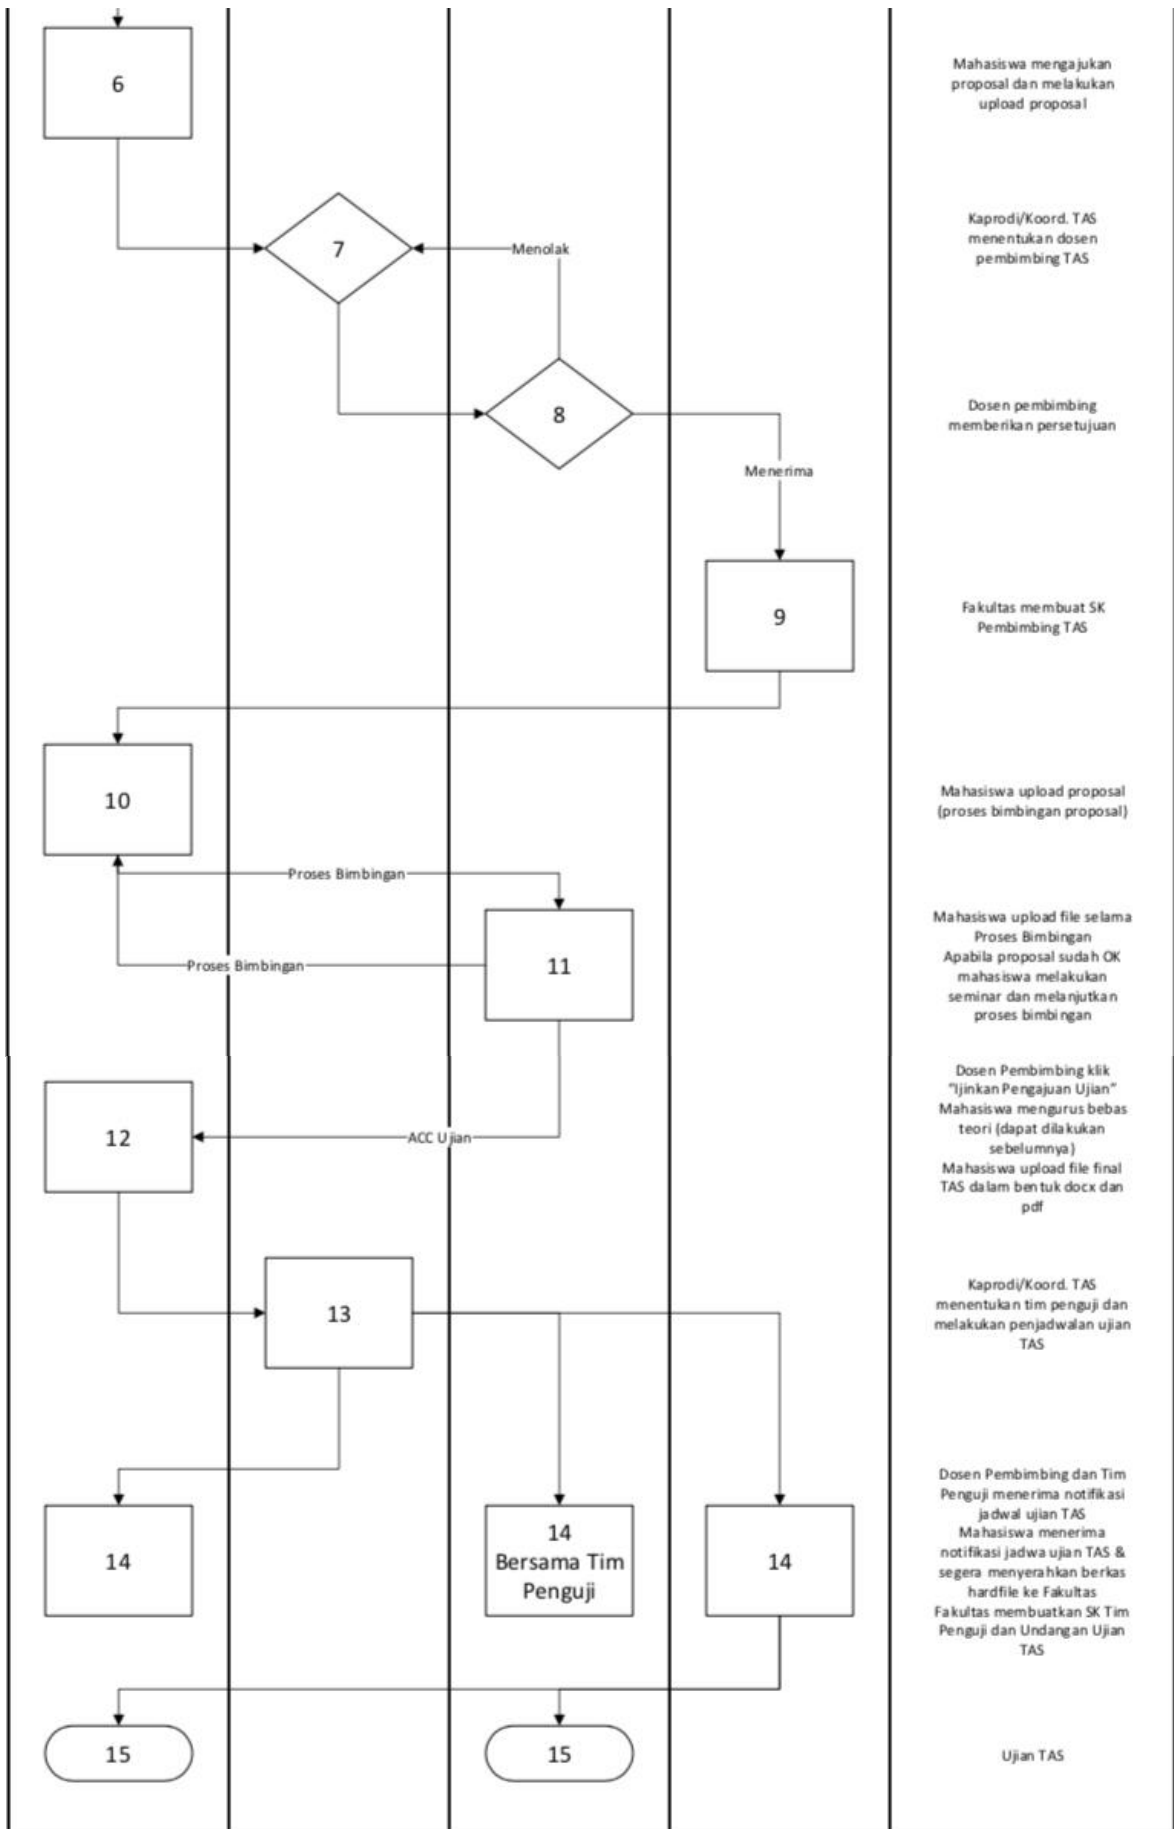 6
Mahasiswa mengajukan
proposal dan melakukan
upload proposal
7
Menolak
Kaprodi/Koord. TAS
menentukan dosen
pembimbing TAS
8
Dosen pembimbing
memberikan persetujuan
Menerima
9
Fakultas membuat SK
Pembimbing TAS
10
Mahasiswa upload proposal
(proses bimbingan proposal)
Proses Bimbingan
Proses Bimbingan
11
Mahasiswa upload file selama
Proses Bimbingan
Apabila proposal sudah OK
mahasiswa melakukan
seminar dan melanjutkan
proses bimbingan
12
ACC Ujian
Dosen Pembimbing klik
"Ijinkan Pengajuan Ujian"
Mahasiswa mengurus bebas
teori (dapat dilakukan
sebelumnya)
Mahasiswa upload file final
TAS dalam bentuk docx dan
pdf
13
Kaprodi/Koord. TAS
menentukan tim penguji dan
melakukan penjadwalan ujian
TAS
14
14
Bersama Tim
Penguji
14
Dosen Pembimbing dan Tim
Penguji menerima notifikasi
jadwal ujian TAS
Mahasiswa menerima
notifikasi jadwa ujian TAS &
segera menyerahkan berkas
hardfile ke Fakultas
Fakultas membuatkan SK Tim
Penguji dan Undangan Ujian
TAS
15
15
Ujian TAS